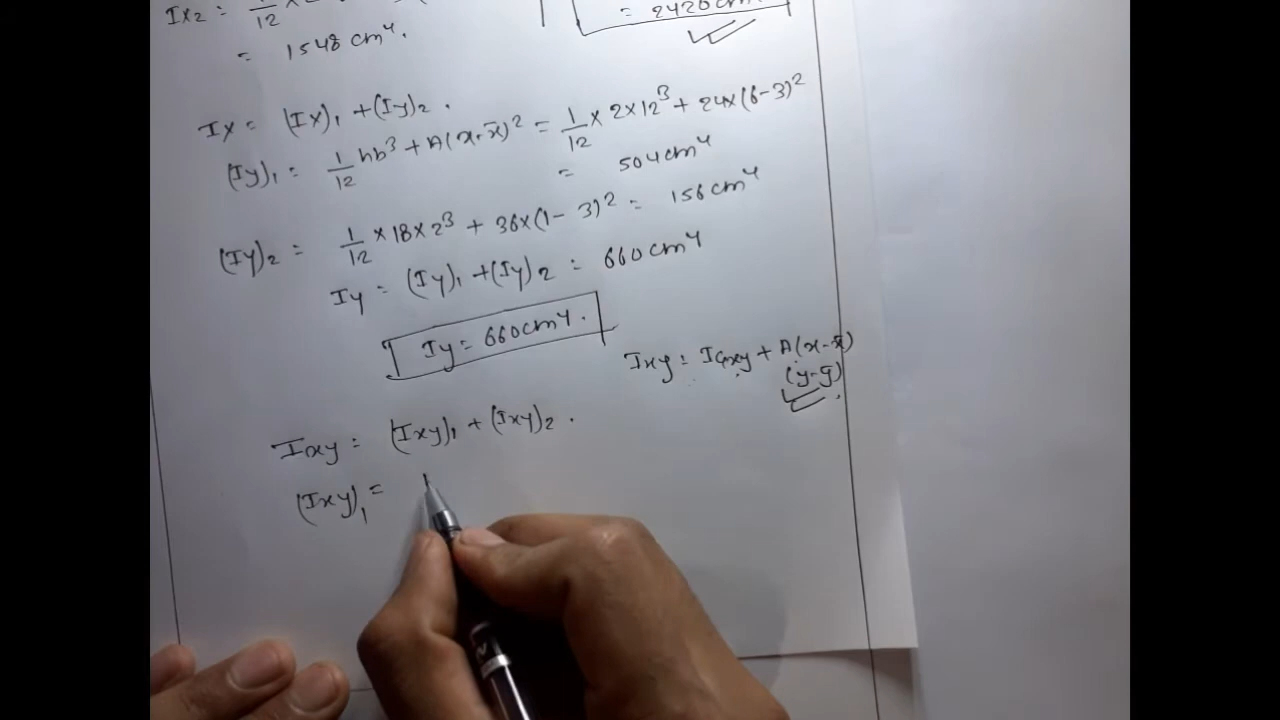 Ix2 = 1/12 ×
= 2420 cm
= 1548 cm⁴.
Ix = (Ix)₁ + (Iy)₂ .
(Iy)₁ = 1/12 hb³ + A(x-x̄)² = 1/12 × 2×12³ + 24×(6-3)²
= 504 cm⁴
(Iy)₂ = 1/12 × 18×2³ + 36×(1-3)² = 156 cm⁴
Iy = (Iy)₁ + (Iy)₂ = 660 cm⁴
Iy = 660 cm⁴.
Ixy = IGxy + A(x-x̄)
(y-ȳ)
Ixy = (Ixy)₁ + (Ixy)₂ .
(Ixy)₁ =